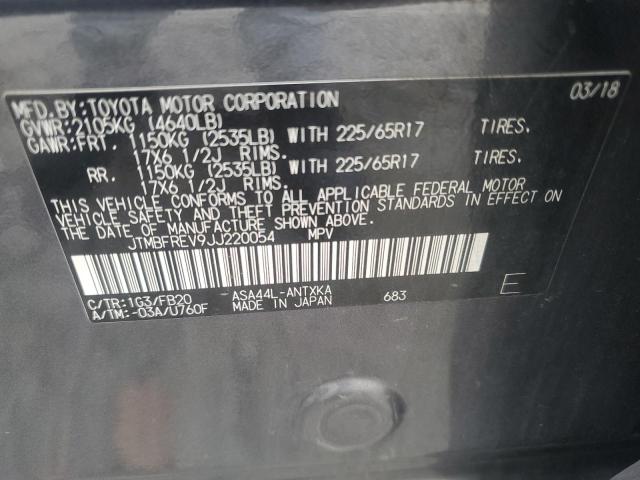 MFD.BY:TOYOTA MOTOR CORPORATION 03/18
GVWR:2105KG (4640LB)
GAWR:FRT. 1150KG (2535LB) WITH 225/65R17 TIRES.
17X6 1/2J RIMS.
RR. 1150KG (2535LB) WITH 225/65R17 TIRES.
17X6 1/2J RIMS.
THIS VEHICLE CONFORMS TO ALL APPLICABLE FEDERAL MOTOR
VEHICLE SAFETY AND THEFT PREVENTION STANDARDS IN EFFECT ON
THE DATE OF MANUFACTURE SHOWN ABOVE.
JTMBFREV9JJ220054 MPV
C/TR:1G3/FB20 ASA44L-ANTXKA E
A/TM:-03A/U760F MADE IN JAPAN 683